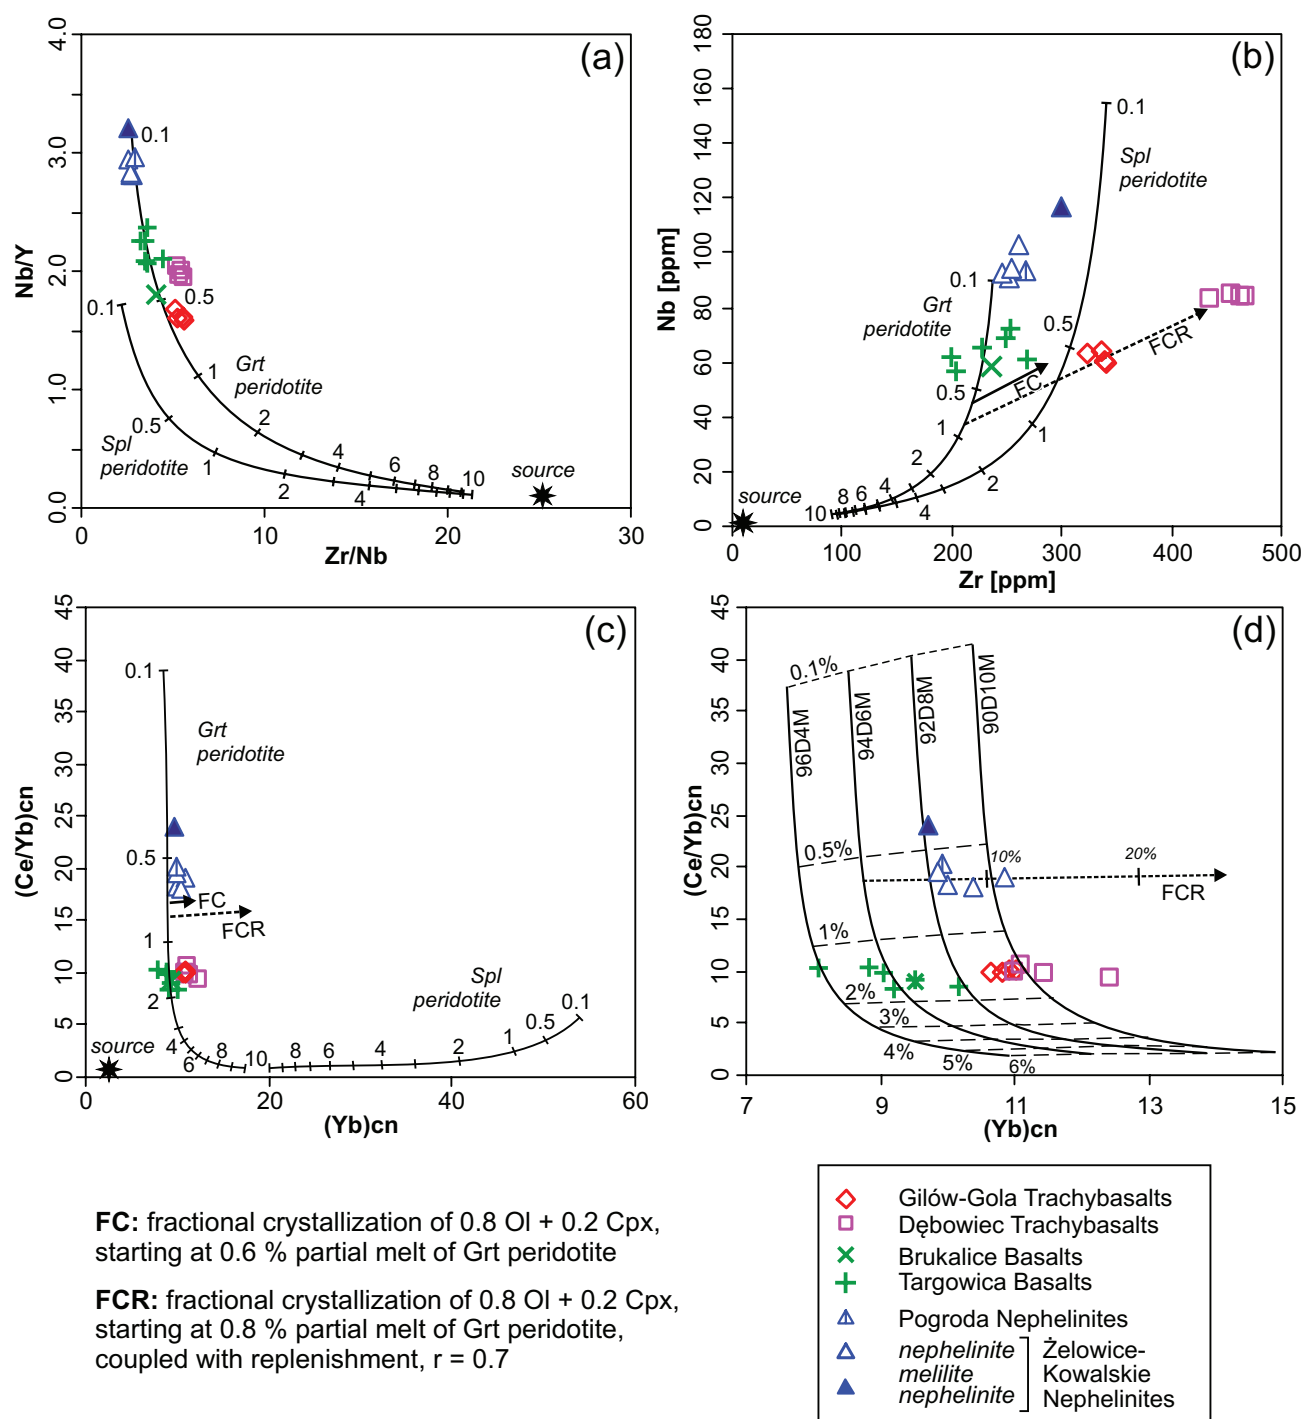 (a)
4.0
3.0
2.0
1.0
0.0
Nb/Y
0.1
0.1
0.5
0.5
1
1
2
2
4
4
6
8
10
Grt
peridotite
Spl
peridotite
source
10
20
30
Zr/Nb
(b)
180
160
140
120
100
80
60
40
20
0
Nb [ppm]
0.1
Spl
peridotite
0.1
Grt
peridotite
0.5
0.5
FC
FCR
1
1
2
2
4
4
6
8
10
source
0
100
200
300
400
500
Zr [ppm]
(c)
45
40
35
30
25
20
15
10
5
0
(Ce/Yb)cn
0.1
Grt
peridotite
0.5
FC
FCR
1
2
4
6
8
10
8
6
4
2
1
0.5
0.1
Spl
peridotite
source
0
20
40
60
(Yb)cn
(d)
45
40
35
30
25
20
15
10
5
0
(Ce/Yb)cn
0.1%
96D4M
94D6M
92D8M
90D10M
0.5%
10%
20%
FCR
1%
2%
3%
4%
5%
6%
7
9
11
13
15
(Yb)cn
FC: fractional crystallization of 0.8 Ol + 0.2 Cpx,
starting at 0.6 % partial melt of Grt peridotite
FCR: fractional crystallization of 0.8 Ol + 0.2 Cpx,
starting at 0.8 % partial melt of Grt peridotite,
coupled with replenishment, r = 0.7
Gilów-Gola Trachybasalts
Dębowiec Trachybasalts
Brukalice Basalts
Targowica Basalts
Pogroda Nephelinites
nephelinite
melilite
nephelinite
Żelowice-
Kowalskie
Nephelinites